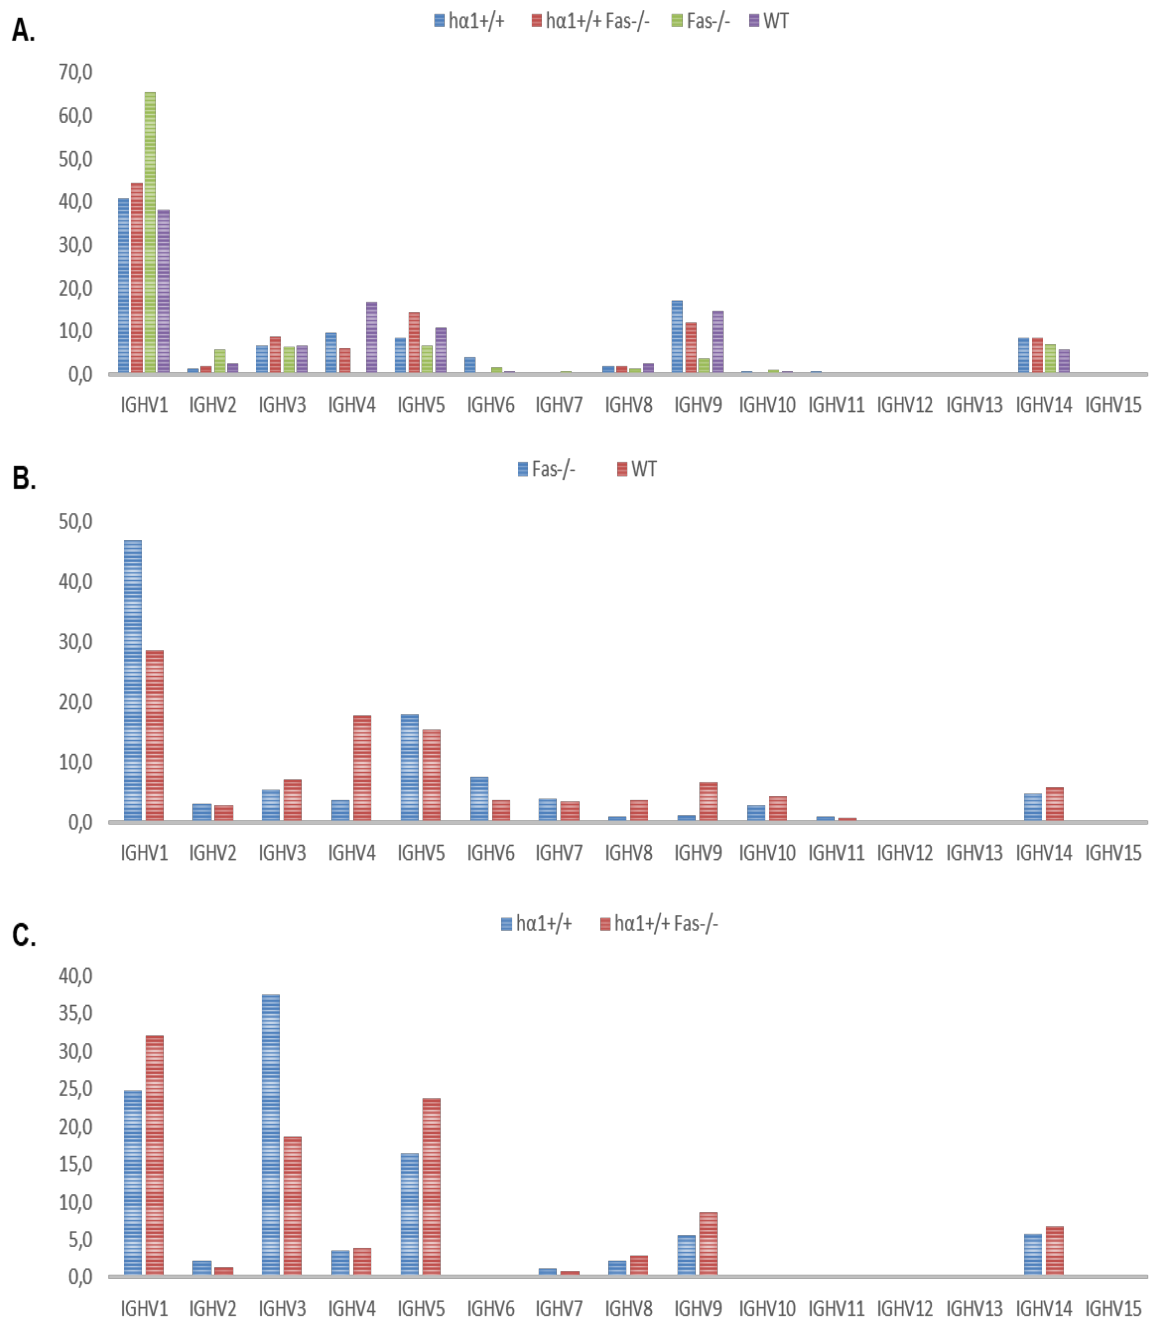 A.
hα1+/+ hα1+/+ Fas-/- Fas-/- WT
70,0
60,0
50,0
40,0
30,0
20,0
10,0
0,0
IGHV1 IGHV2 IGHV3 IGHV4 IGHV5 IGHV6 IGHV7 IGHV8 IGHV9 IGHV10 IGHV11 IGHV12 IGHV13 IGHV14 IGHV15
B.
Fas-/- WT
50,0
40,0
30,0
20,0
10,0
0,0
IGHV1 IGHV2 IGHV3 IGHV4 IGHV5 IGHV6 IGHV7 IGHV8 IGHV9 IGHV10 IGHV11 IGHV12 IGHV13 IGHV14 IGHV15
C.
hα1+/+ hα1+/+ Fas-/-
40,0
35,0
30,0
25,0
20,0
15,0
10,0
5,0
0,0
IGHV1 IGHV2 IGHV3 IGHV4 IGHV5 IGHV6 IGHV7 IGHV8 IGHV9 IGHV10 IGHV11 IGHV12 IGHV13 IGHV14 IGHV15